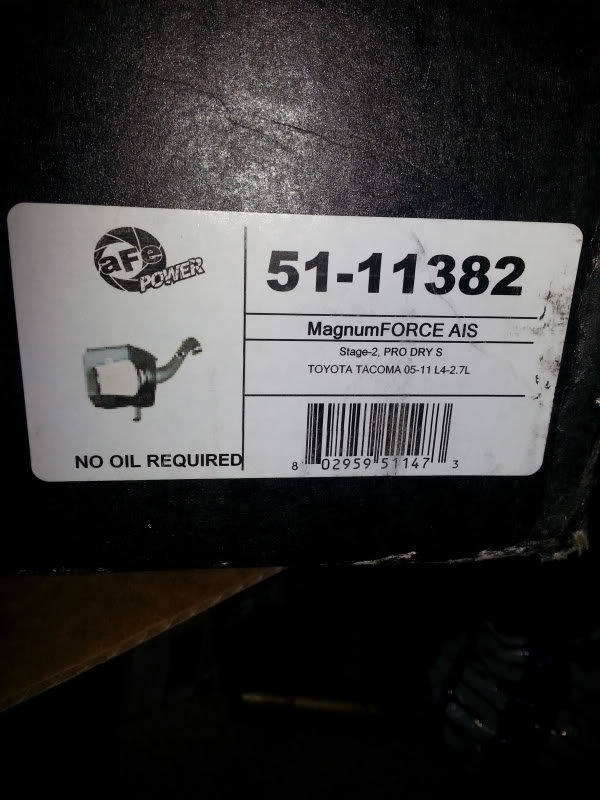 aFe
POWER
51-11382
MagnumFORCE AIS
Stage-2, PRO DRY S
TOYOTA TACOMA 05-11 L4-2.7L
NO OIL REQUIRED
8 02959 51147 3